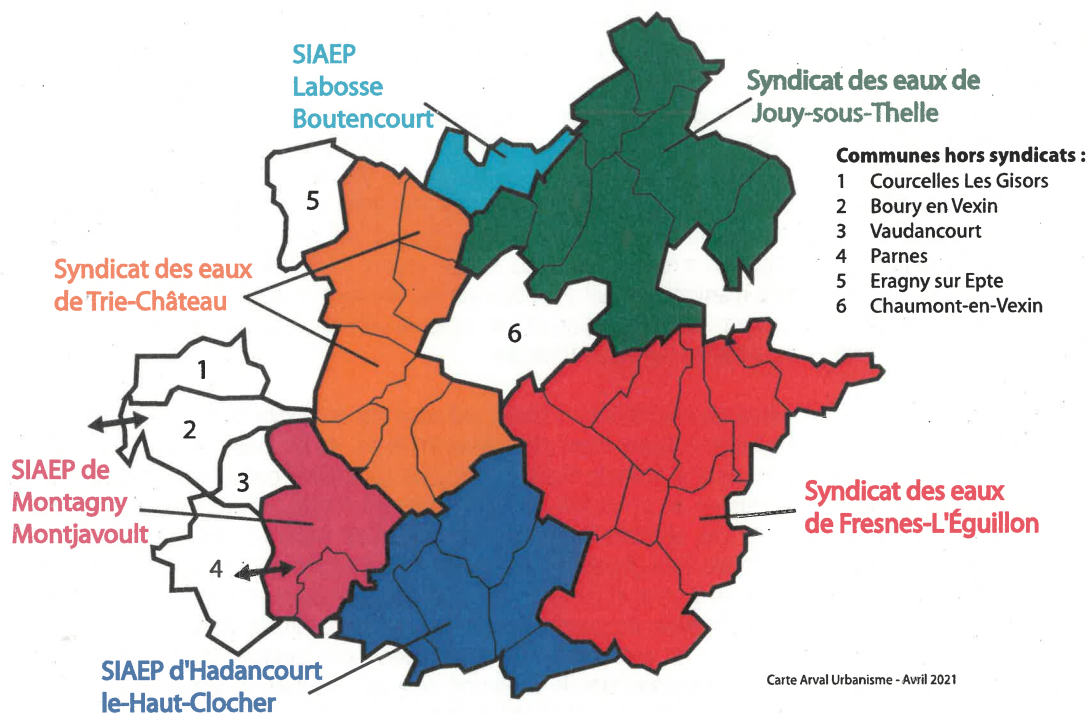 SIAEP
Labosse
Boutencourt
Syndicat des eaux de
Jouy-sous-Thelle
Communes hors syndicats :
1 Courcelles Les Gisors
2 Boury en Vexin
3 Vaudancourt
4 Parnes
5 Eragny sur Epte
6 Chaumont-en-Vexin
5
Syndicat des eaux
de Trie-Château
6
1
2
3
SIAEP de
Montagny
Montjavoult
4
Syndicat des eaux
de Fresnes-L'Éguillon
SIAEP d'Hadancourt
le-Haut-Clocher
Carte Arval Urbanisme - Avril 2021